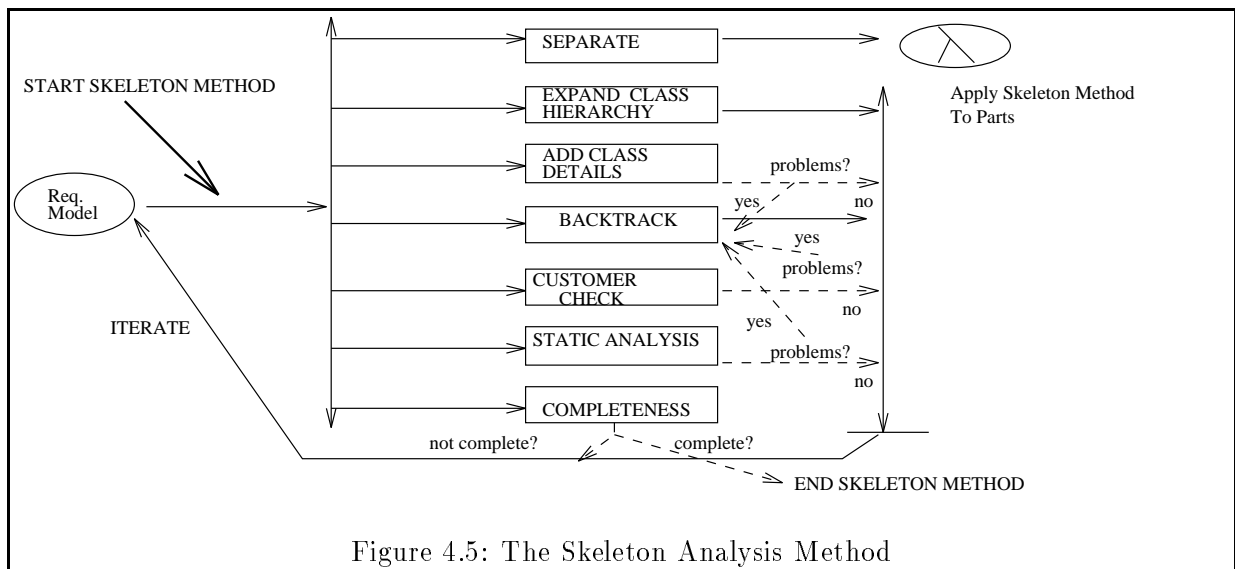 SEPARATE
START SKELETON METHOD
EXPAND CLASS
HIERARCHY
Apply Skeleton Method
To Parts
ADD CLASS
DETAILS
problems?
Req.
Model
yes
no
BACKTRACK
yes
problems?
CUSTOMER
CHECK
no
ITERATE
yes
STATIC ANALYSIS
problems?
no
COMPLETENESS
not complete?
complete?
END SKELETON METHOD
Figure 4.5: The Skeleton Analysis Method